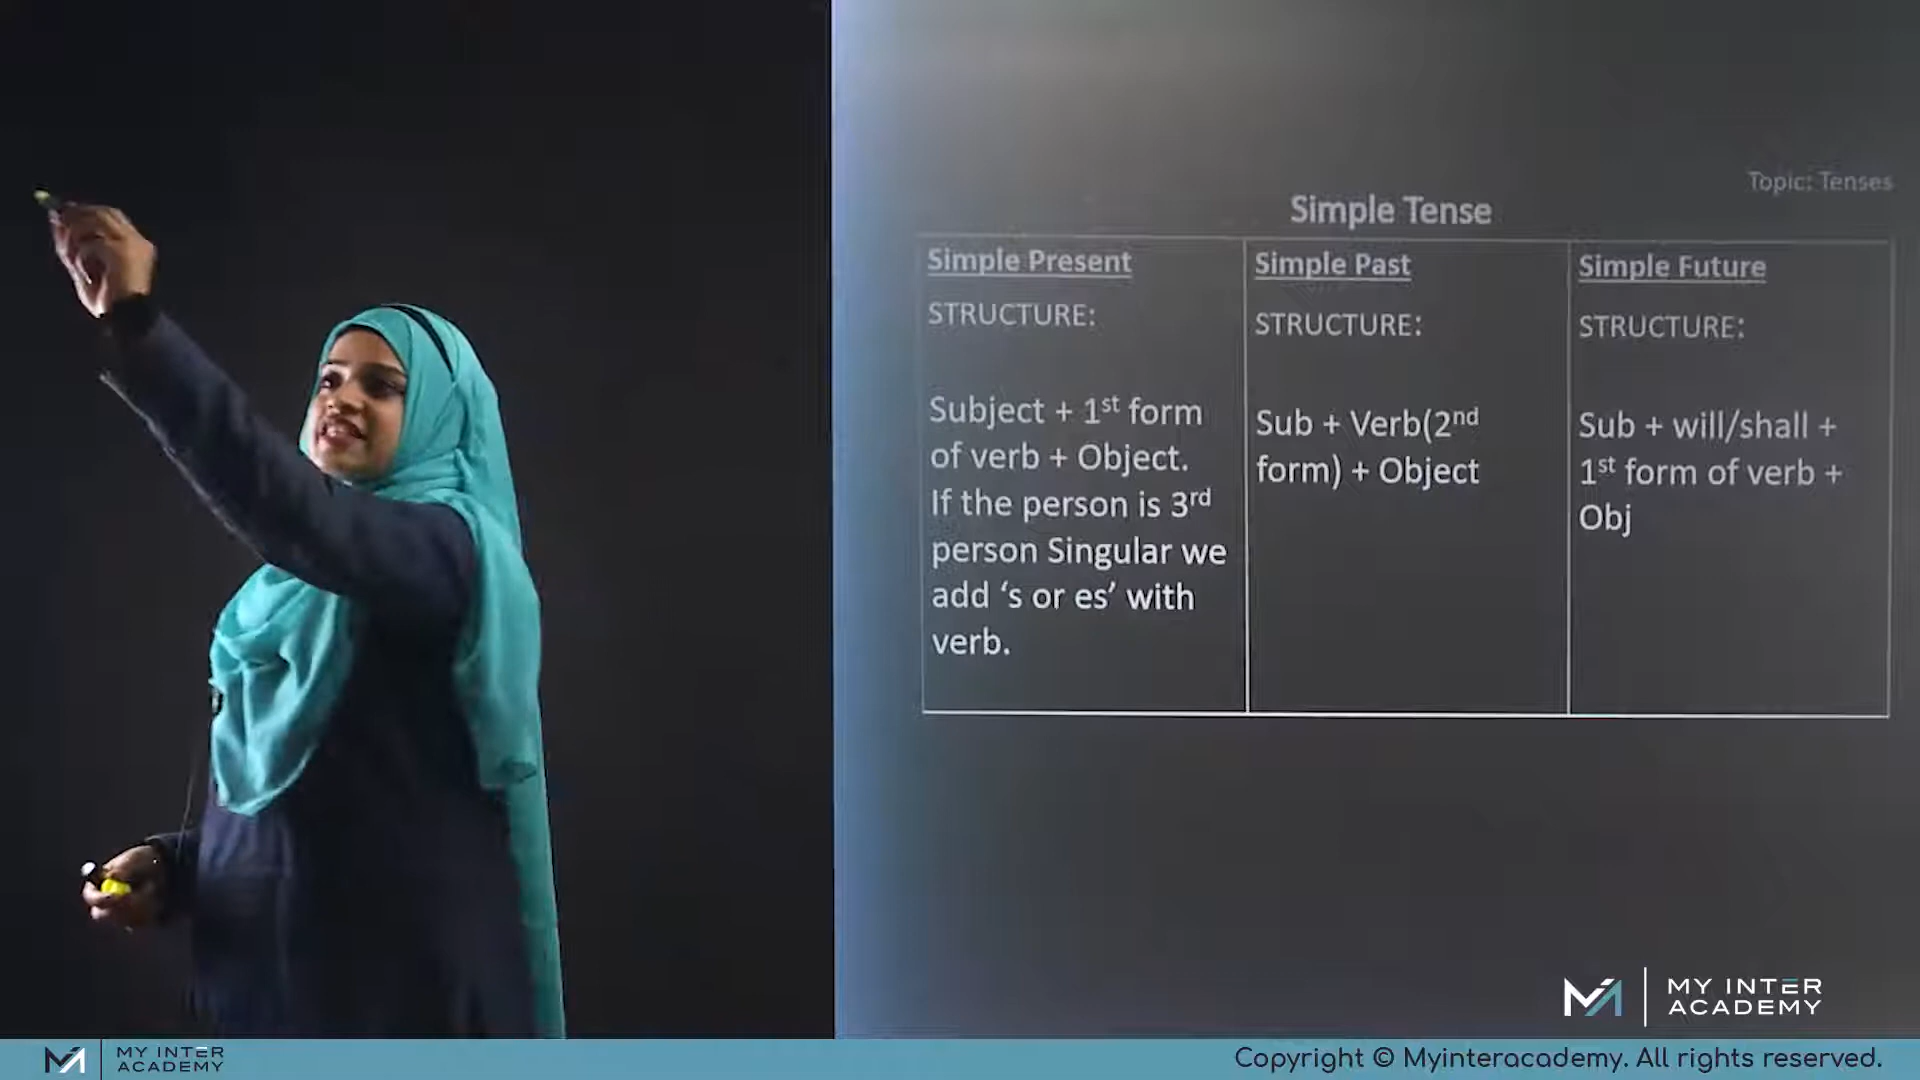 Topic: Tenses
Simple Tense
Simple Present
STRUCTURE:
Subject + 1st form
of verb + Object.
If the person is 3rd
person Singular we
add ‘s or es’ with
verb.
Simple Past
STRUCTURE:
Sub + Verb(2nd
form) + Object
Simple Future
STRUCTURE:
Sub + will/shall +
1st form of verb +
Obj
MY INTER
ACADEMY
MY INTER
ACADEMY
Copyright © Myinteracademy. All rights reserved.